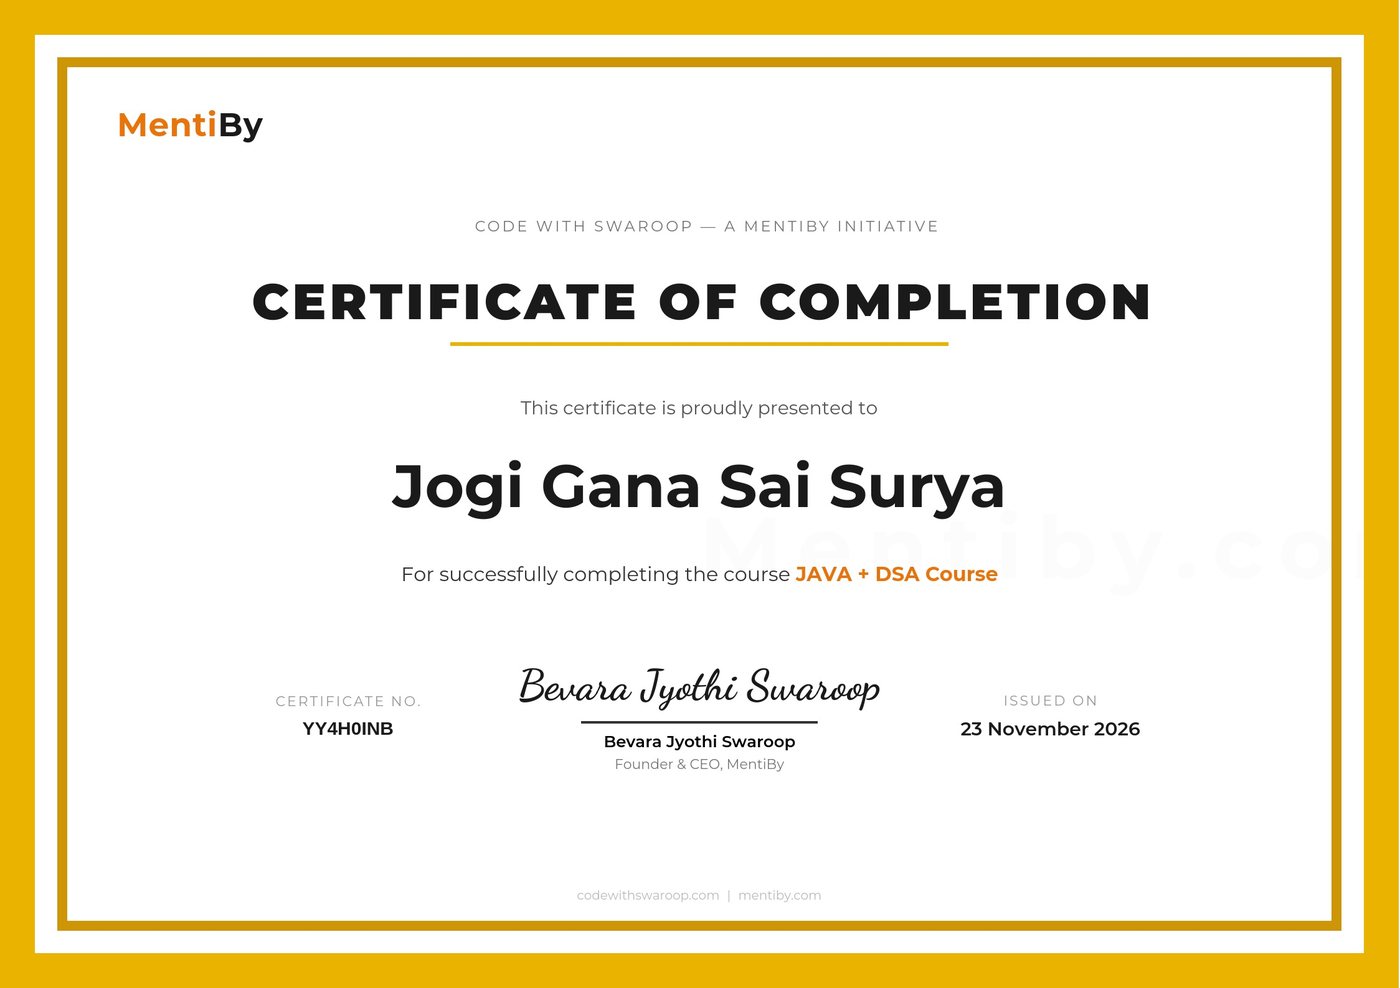 MentiBy
CODE WITH SWAROOP — A MENTIBY INITIATIVE
CERTIFICATE OF COMPLETION
This certificate is proudly presented to
Jogi Gana Sai Surya
Mentiby.co
For successfully completing the course JAVA + DSA Course
Bevara Jyothi Swaroop
CERTIFICATE NO.
YY4H0INB
Bevara Jyothi Swaroop
Founder & CEO, MentiBy
ISSUED ON
23 November 2026
codewithswaroop.com | mentiby.com